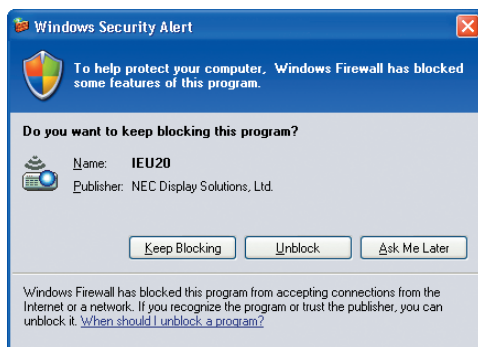 Windows Security Alert
To help protect your computer, Windows Firewall has blocked
some features of this program.
Do you want to keep blocking this program?
Name: IEU20
Publisher: NEC Display Solutions, Ltd.
Keep Blocking Unblock Ask Me Later
Windows Firewall has blocked this program from accepting connections from the
Internet or a network. If you recognize the program or trust the publisher, you can
unblock it. When should I unblock a program?